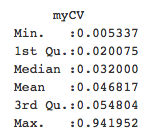 myCV
Min.   :0.005337
1st Qu.:0.020075
Median :0.032000
Mean   :0.046817
3rd Qu.:0.054804
Max.   :0.941952